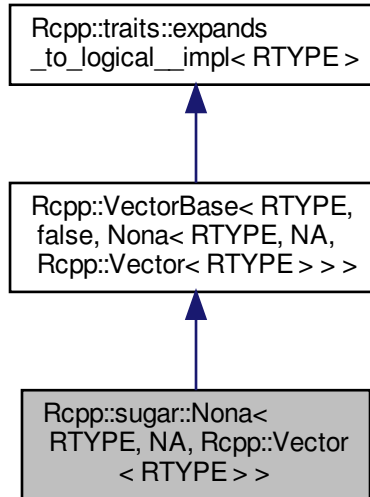 Rcpp::traits::expands
_to_logical__impl< RTYPE >
Rcpp::VectorBase< RTYPE,
false, Nona< RTYPE, NA,
Rcpp::Vector< RTYPE > > >
Rcpp::sugar::Nona<
RTYPE, NA, Rcpp::Vector
< RTYPE > >